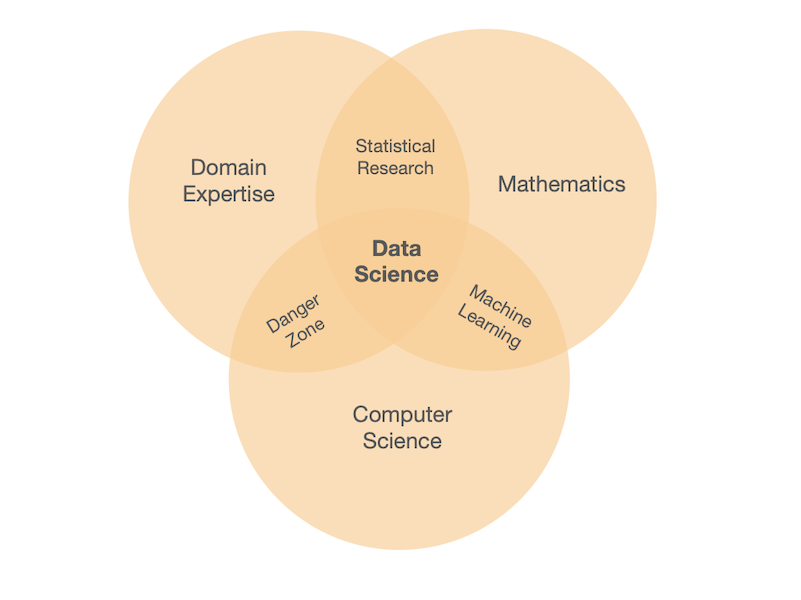 Statistical
Research
Domain
Expertise
Mathematics
Data
Science
Danger
Zone
Machine
Learning
Computer
Science